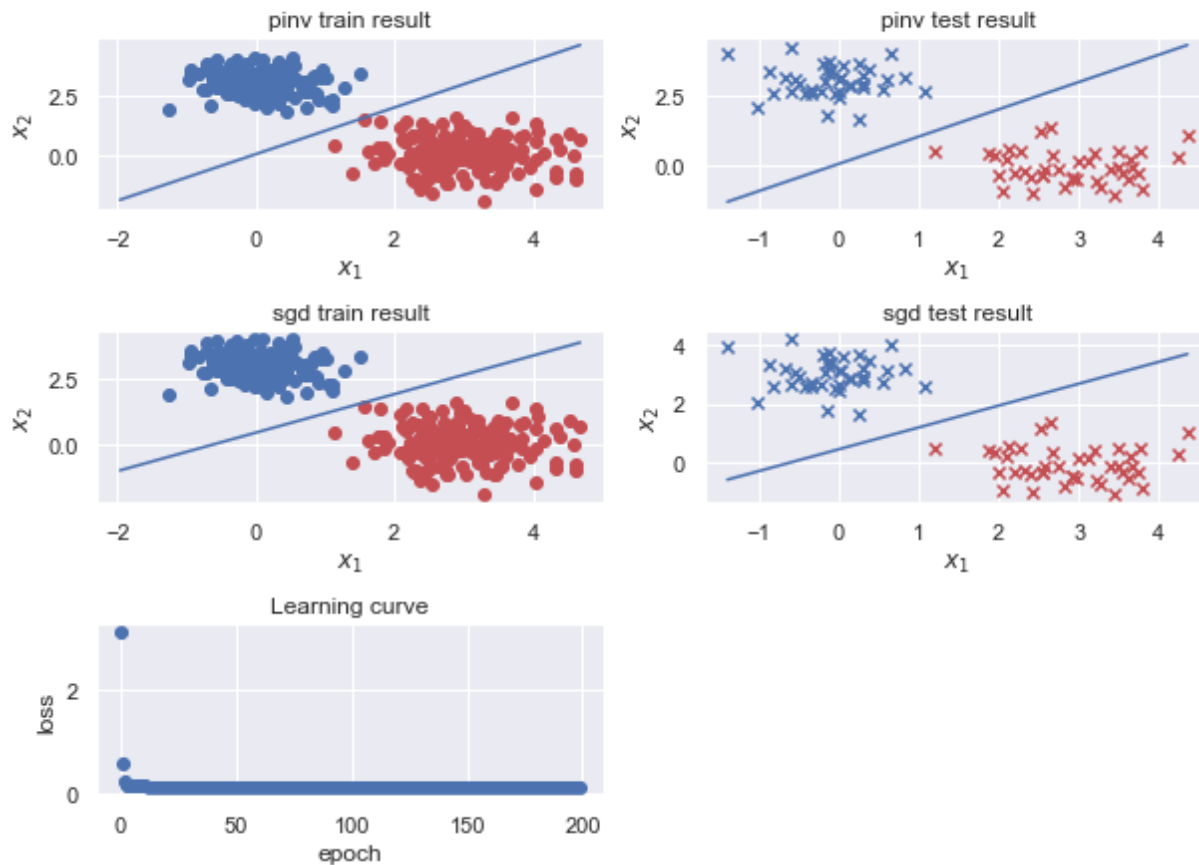 pinv train result
x₂
2.5
0.0
−2
0
2
4
x₁
pinv test result
x₂
2.5
0.0
−1
0
1
2
3
4
x₁
sgd train result
x₂
2.5
0.0
−2
0
2
4
x₁
sgd test result
x₂
4
2
0
−1
0
1
2
3
4
x₁
Learning curve
loss
2
0
0
50
100
150
200
epoch